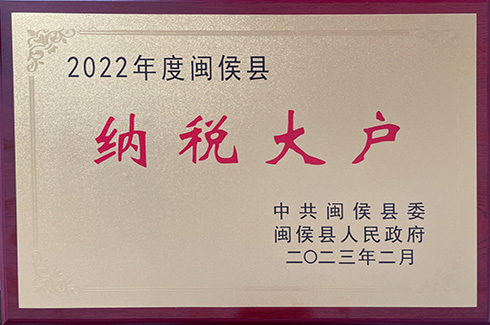 2022年度闽侯县
纳税大户
中共闽侯县委
闽侯县人民政府
二〇二三年二月